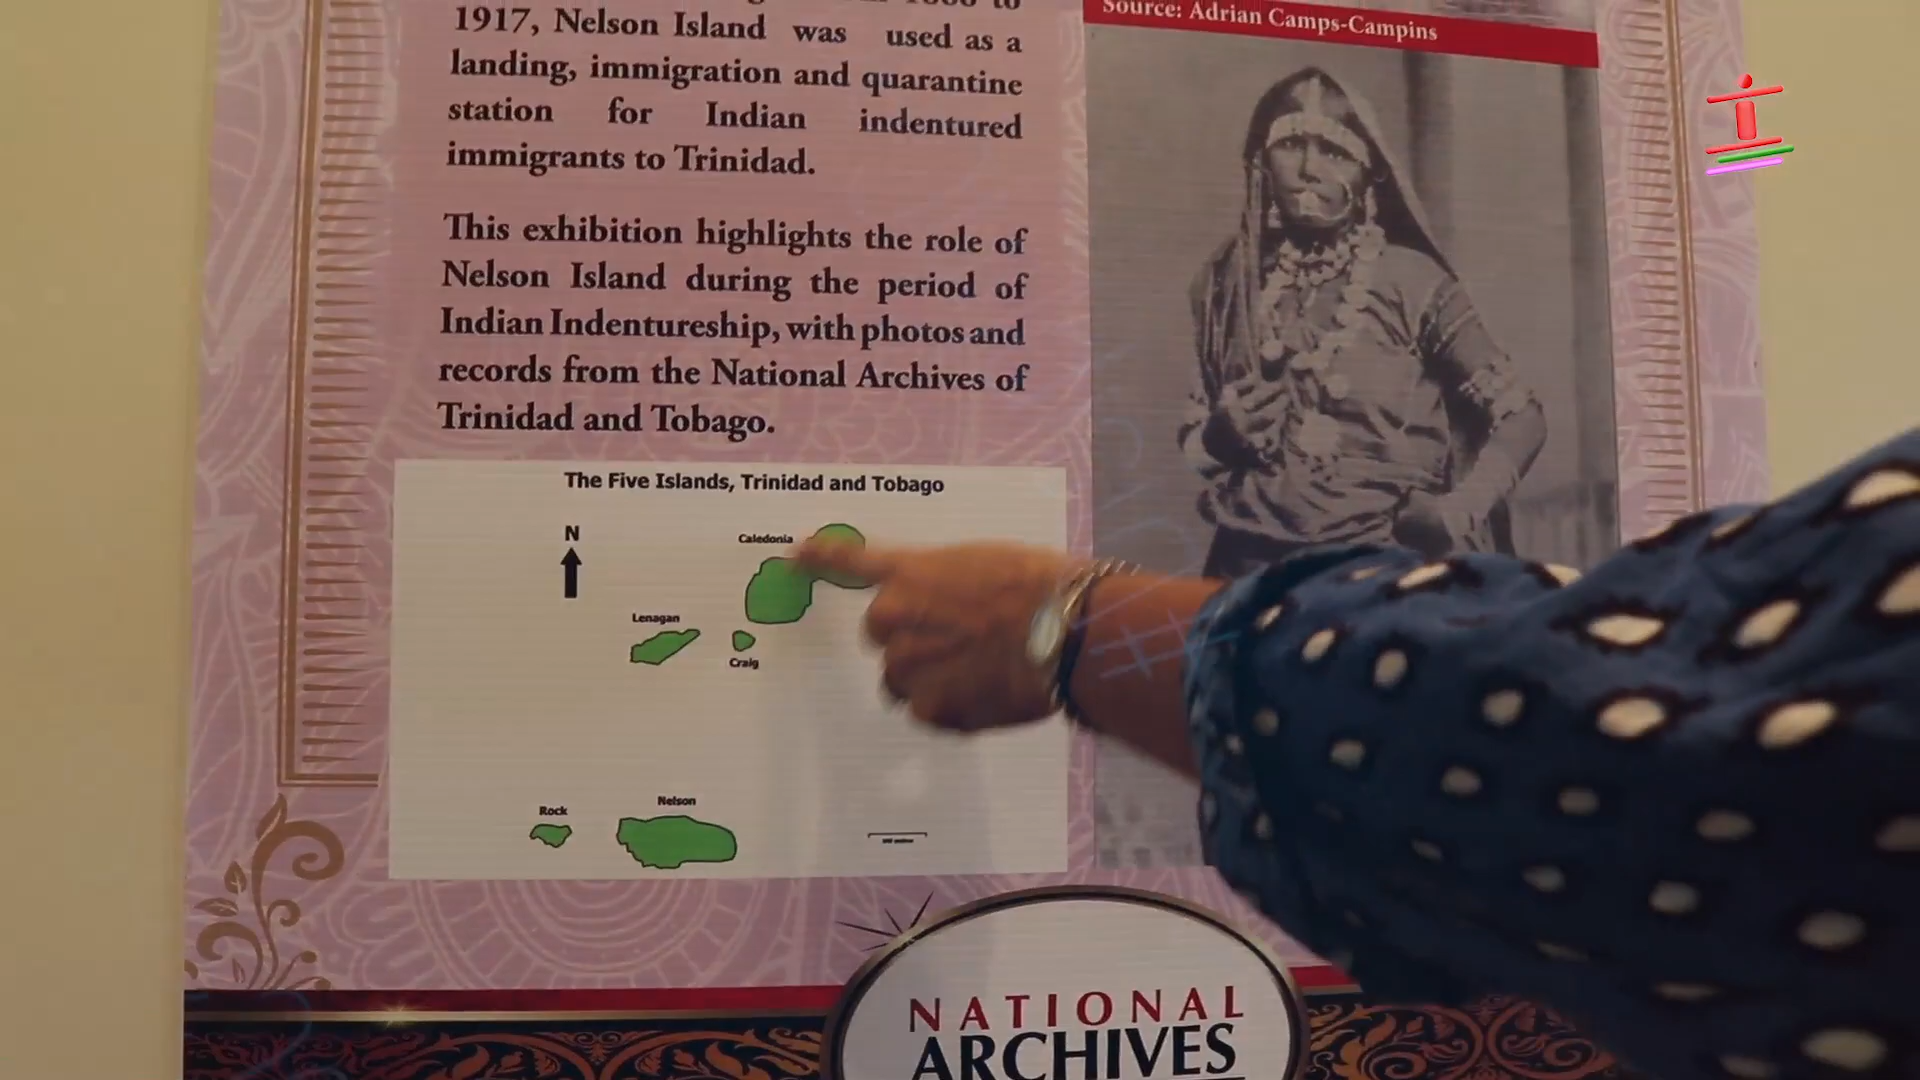 1917, Nelson Island was used as a
landing, immigration and quarantine
station for Indian indentured
immigrants to Trinidad.
This exhibition highlights the role of
Nelson Island during the period of
Indian Indentureship, with photos and
records from the National Archives of
Trinidad and Tobago.
Source: Adrian Camps-Campins
The Five Islands, Trinidad and Tobago
N
Caledonia
Lenagan
Craig
Rock
Nelson
NATIONAL
ARCHIVES